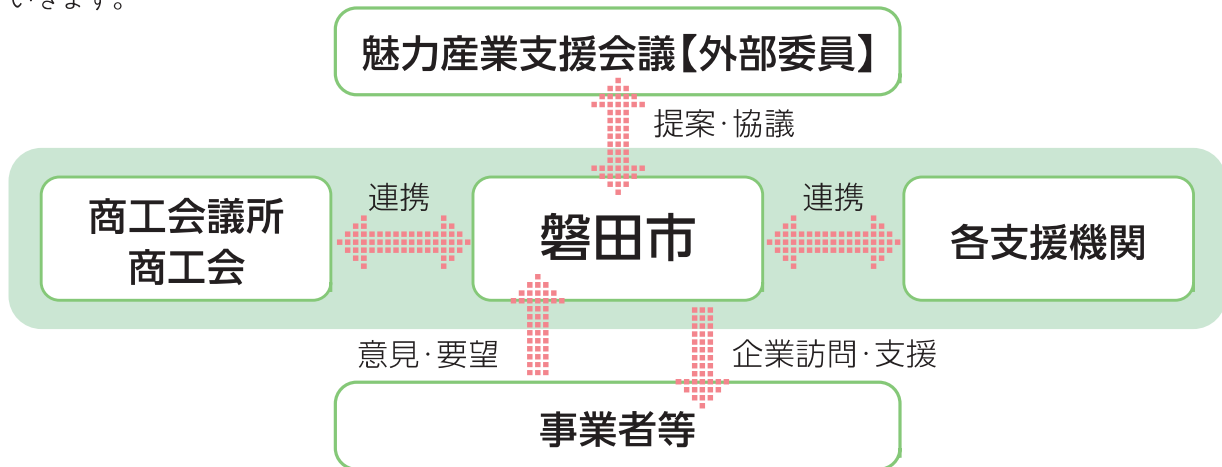 いきます。
魅力産業支援会議【外部委員】
提案・協議
商工会議所
商工会
連携
磐田市
連携
各支援機関
意見・要望
企業訪問・支援
事業者等